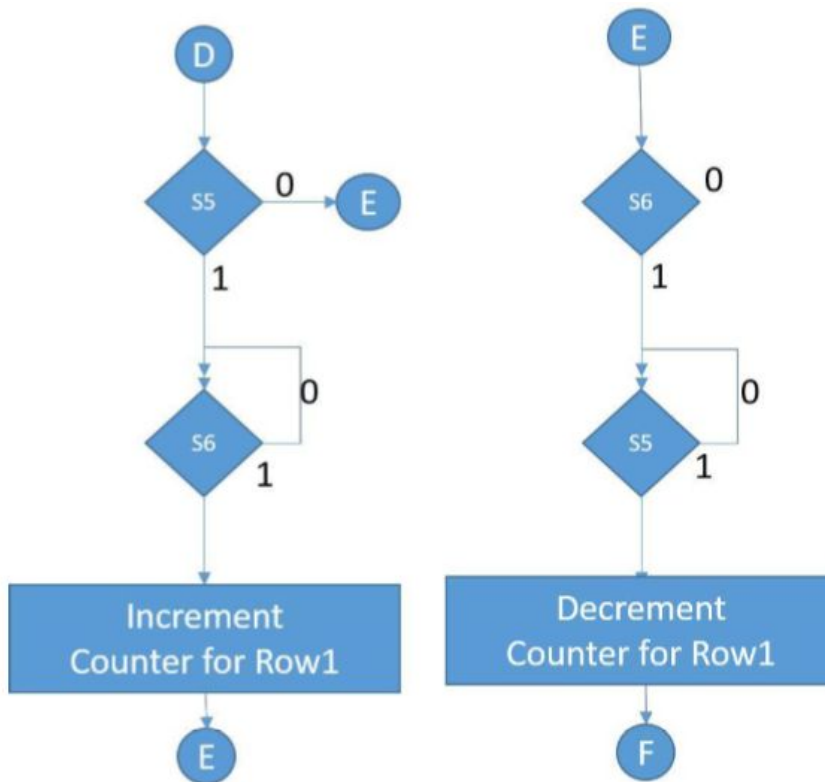 D
S5
0
E
1
0
S6
1
Increment
Counter for Row1
E
E
0
S6
1
0
S5
1
Decrement
Counter for Row1
F